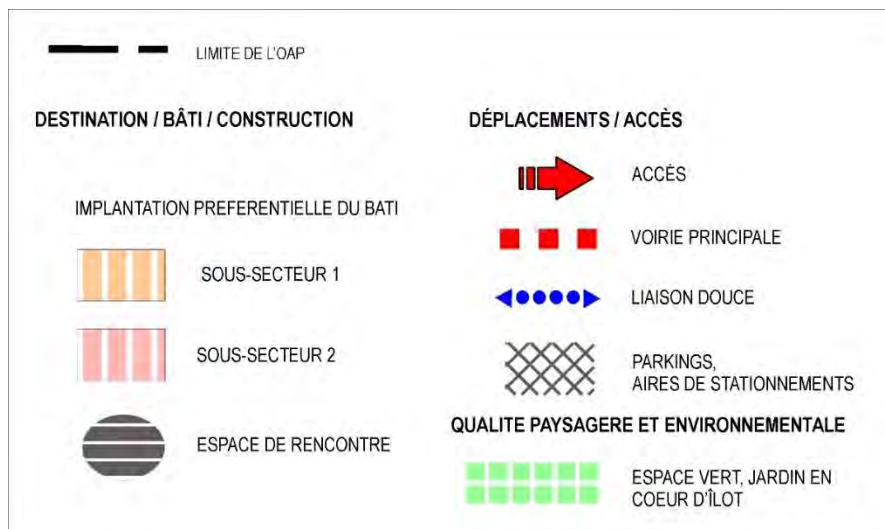 LIMITE DE L'OAP
DESTINATION / BÂTI / CONSTRUCTION
IMPLANTATION PREFERENTIELLE DU BATI
SOUS-SECTEUR 1
SOUS-SECTEUR 2
ESPACE DE RENCONTRE
DÉPLACEMENTS / ACCÈS
ACCÈS
VOIRIE PRINCIPALE
LIAISON DOUCE
PARKINGS,
AIRES DE STATIONNEMENTS
QUALITE PAYSAGERE ET ENVIRONNEMENTALE
ESPACE VERT, JARDIN EN
COEUR D'ÎLOT